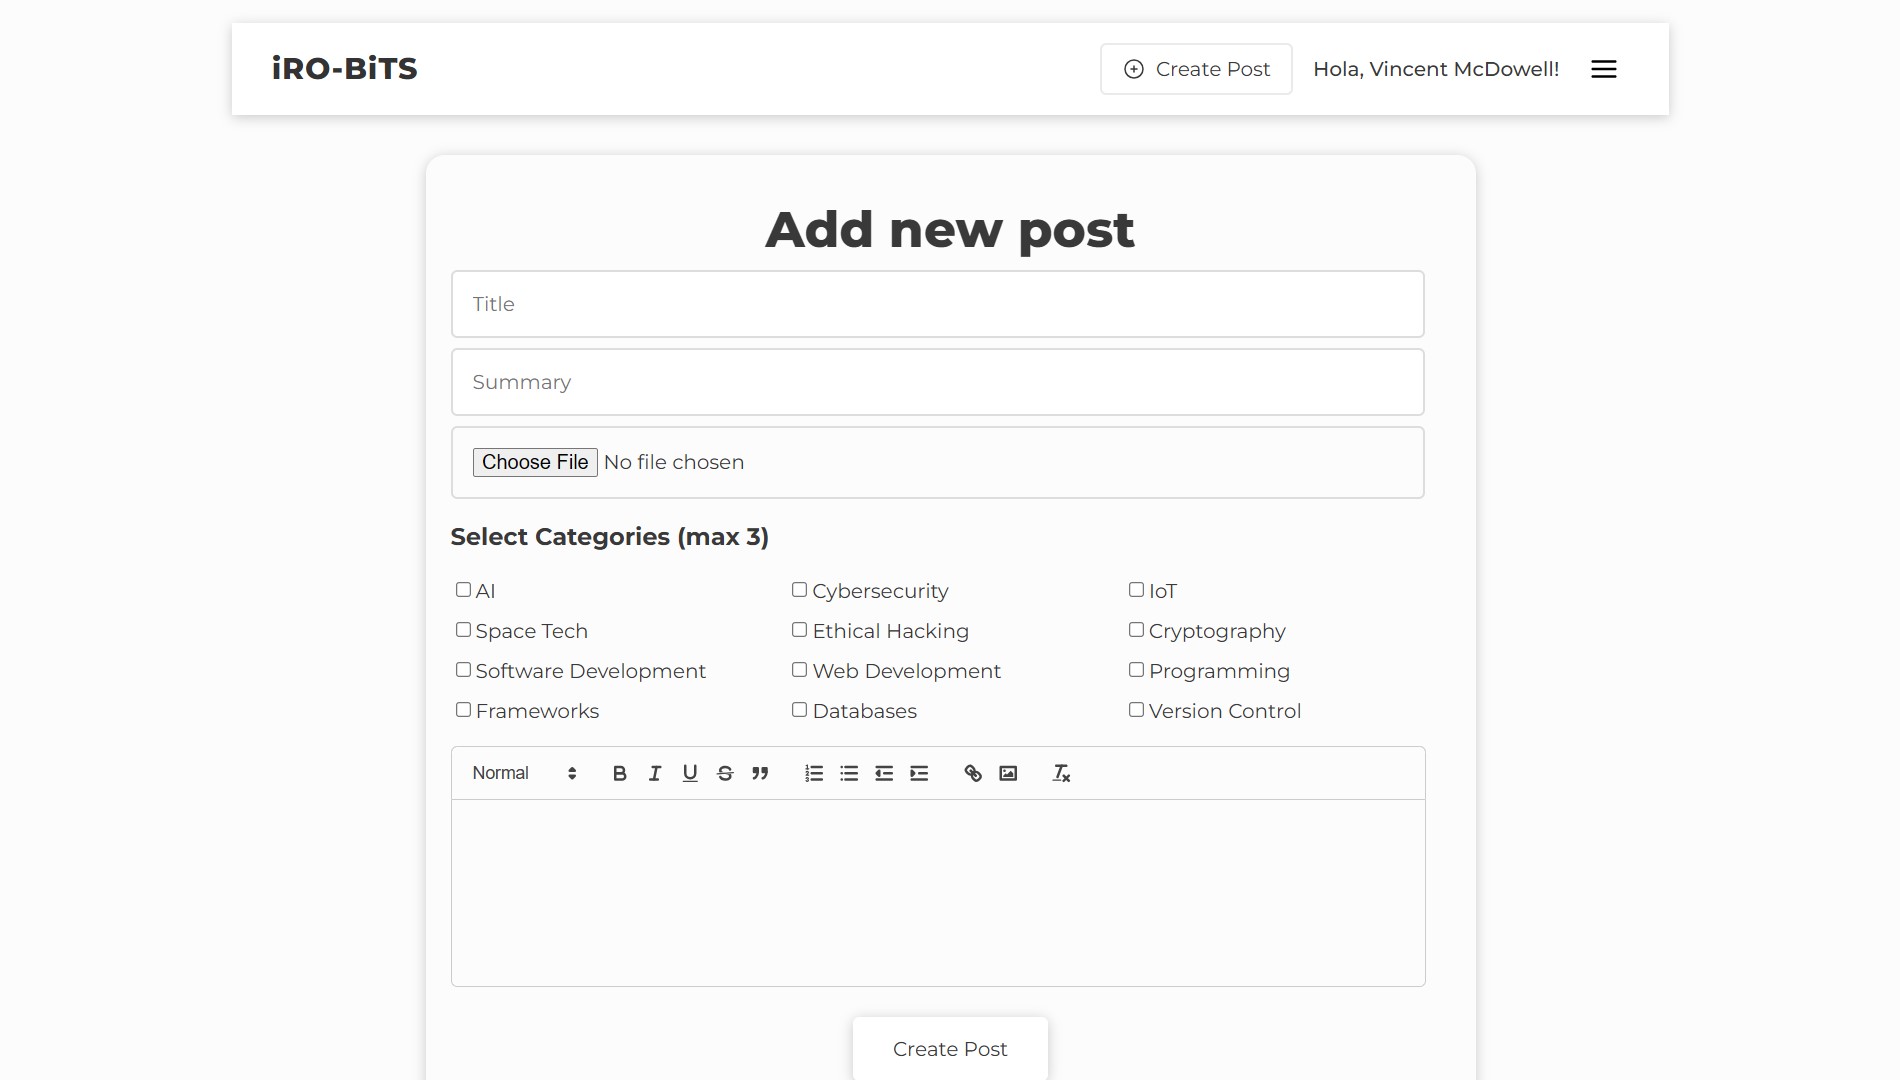 iRO-BiTS
Create Post
Hola, Vincent McDowell!
Add new post
Title
Summary
Choose File No file chosen
Select Categories (max 3)
AI Cybersecurity IoT
Space Tech Ethical Hacking Cryptography
Software Development Web Development Programming
Frameworks Databases Version Control
Normal
Create Post